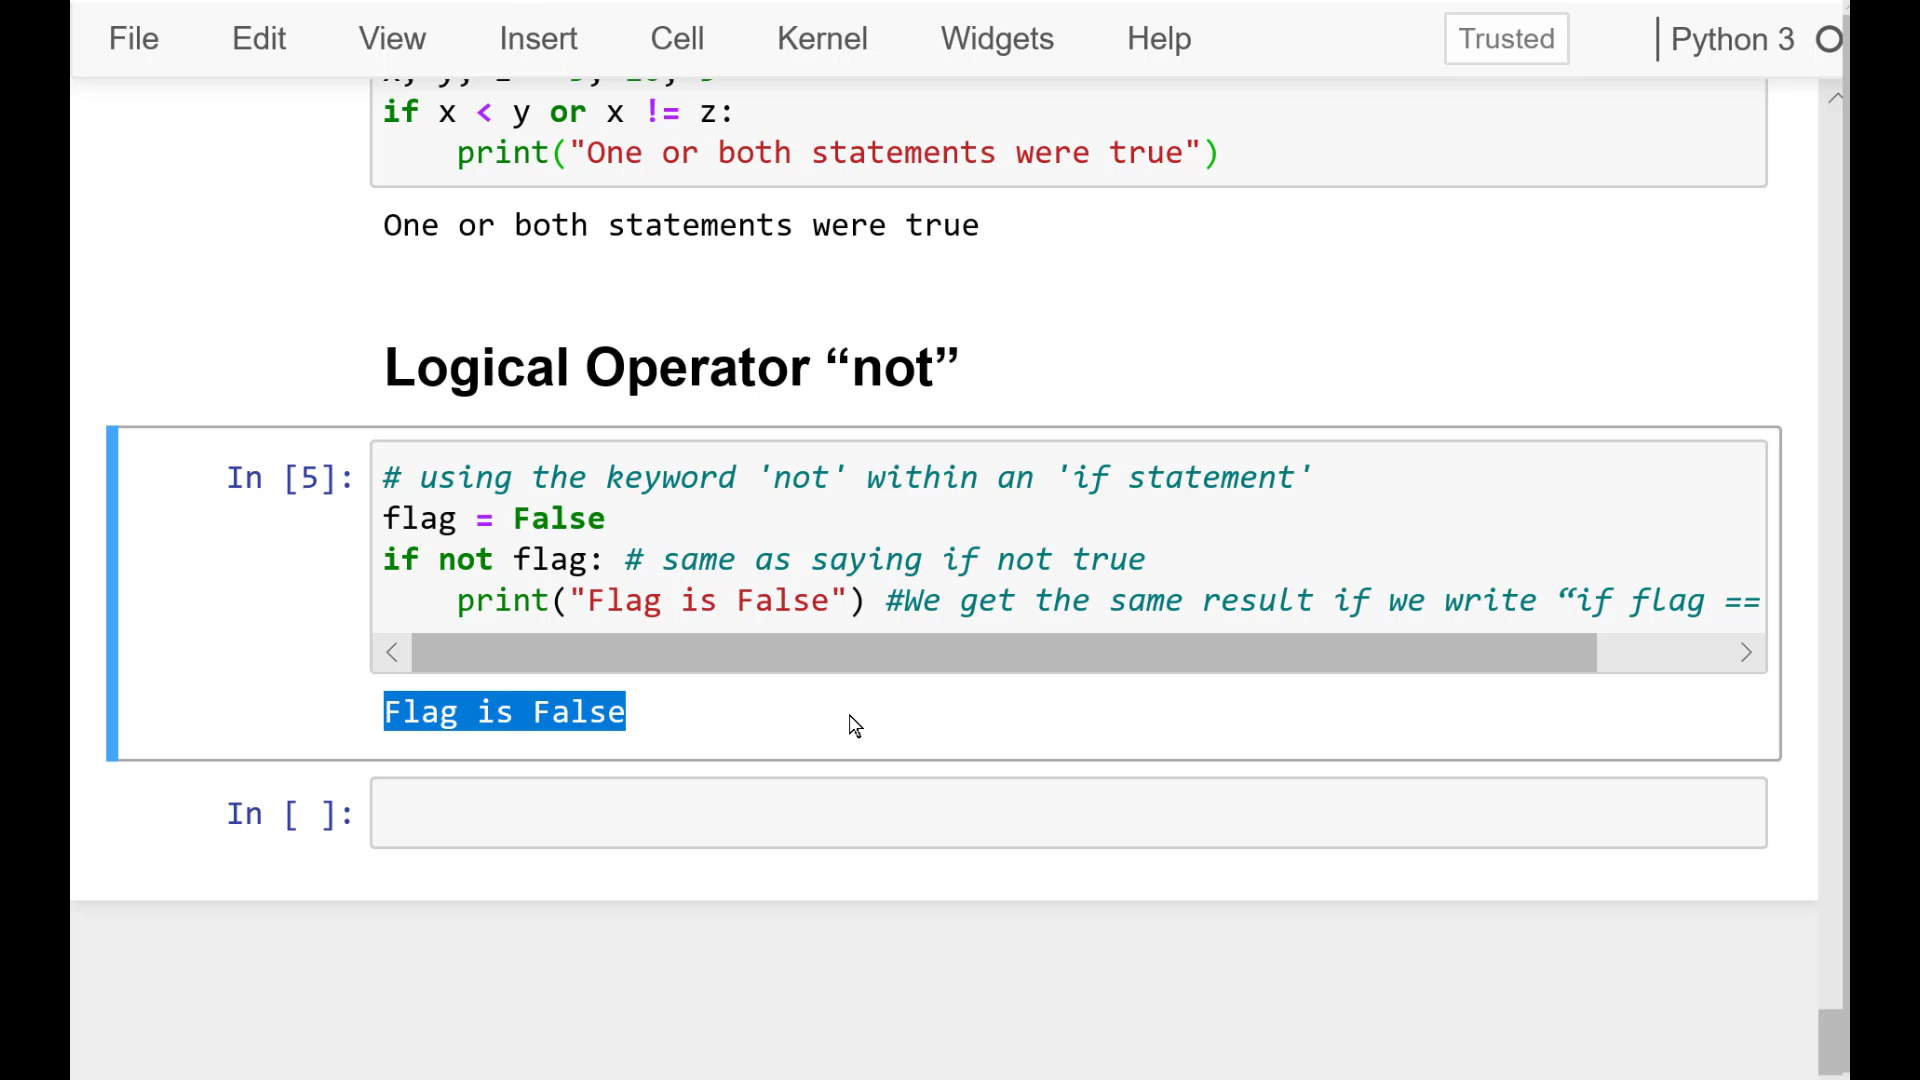 File Edit View Insert Cell Kernel Widgets Help Trusted Python 3
if x < y or x != z:
    print("One or both statements were true")
One or both statements were true
Logical Operator “not”
In [5]: # using the keyword 'not' within an 'if statement'
flag = False
if not flag: # same as saying if not true
    print("Flag is False") #We get the same result if we write “if flag ==
Flag is False
In [ ]: